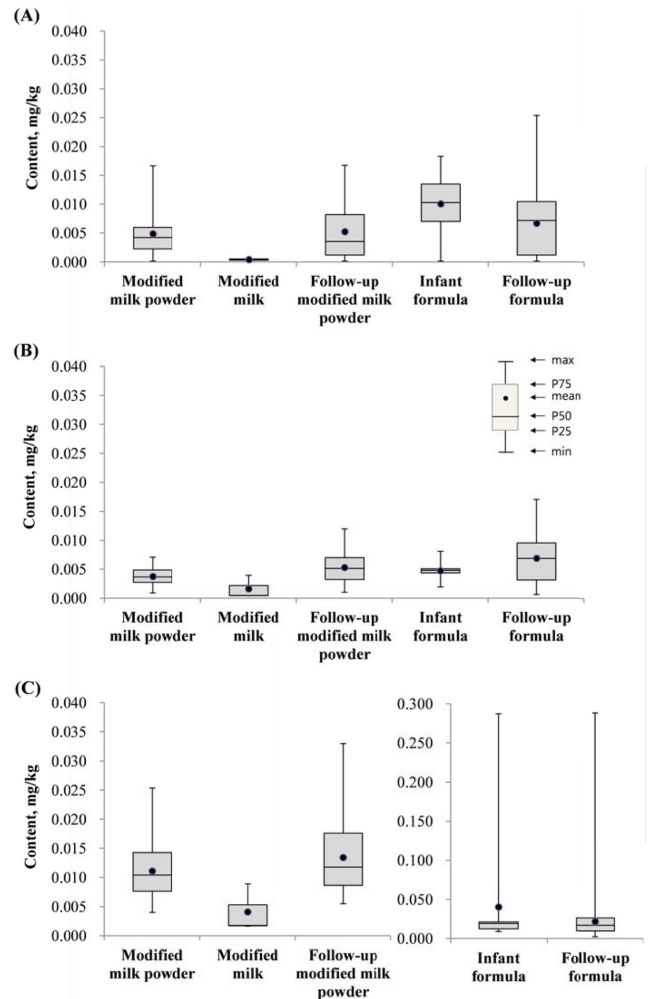 (A)
Content, mg/kg
0.040
0.035
0.030
0.025
0.020
0.015
0.010
0.005
0.000
Modified
milk powder
Modified
milk
Follow-up
modified milk
powder
Infant
formula
Follow-up
formula
(B)
Content, mg/kg
0.040
0.035
0.030
0.025
0.020
0.015
0.010
0.005
0.000
max
P75
mean
P50
P25
min
Modified
milk powder
Modified
milk
Follow-up
modified milk
powder
Infant
formula
Follow-up
formula
(C)
Content, mg/kg
0.040
0.035
0.030
0.025
0.020
0.015
0.010
0.005
0.000
Modified
milk powder
Modified
milk
Follow-up
modified milk
powder
0.300
0.250
0.200
0.150
0.100
0.050
0.000
Infant
formula
Follow-up
formula